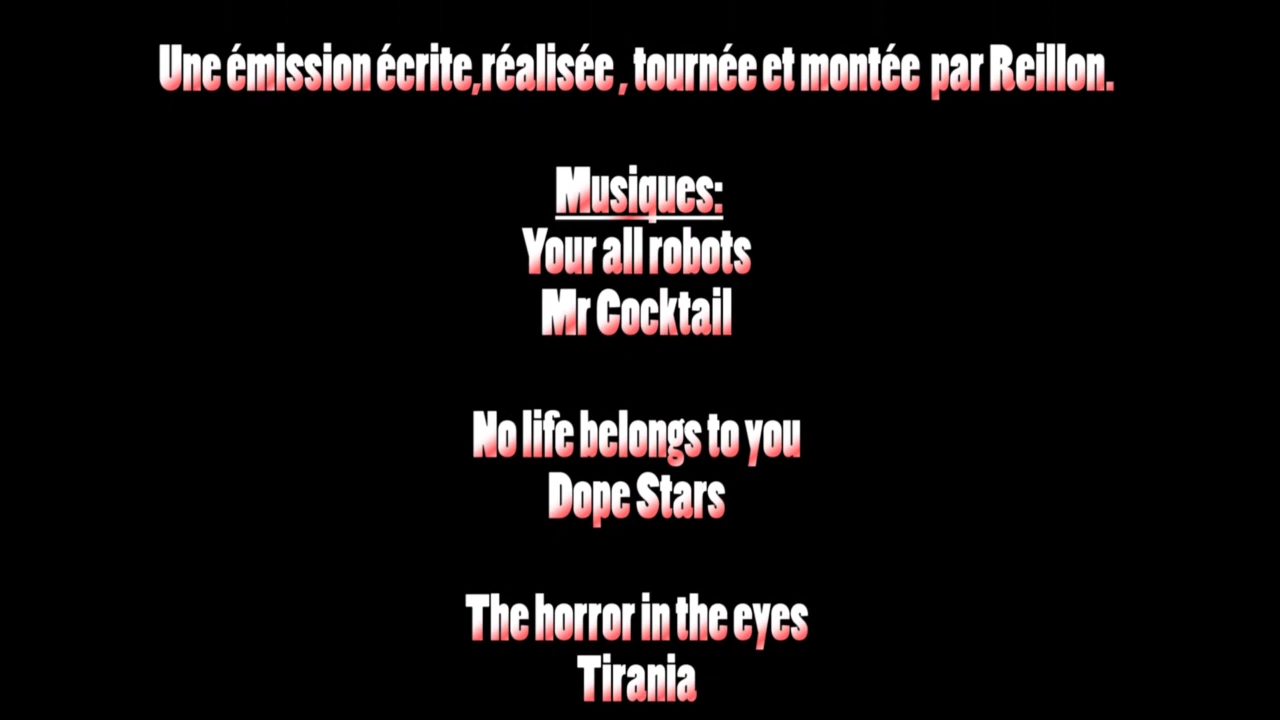 Une émission écrite,réalisée , tournée et montée par Reillon.
Musiques:
Your all robots
Mr Cocktail
No life belongs to you
Dope Stars
The horror in the eyes
Tirania